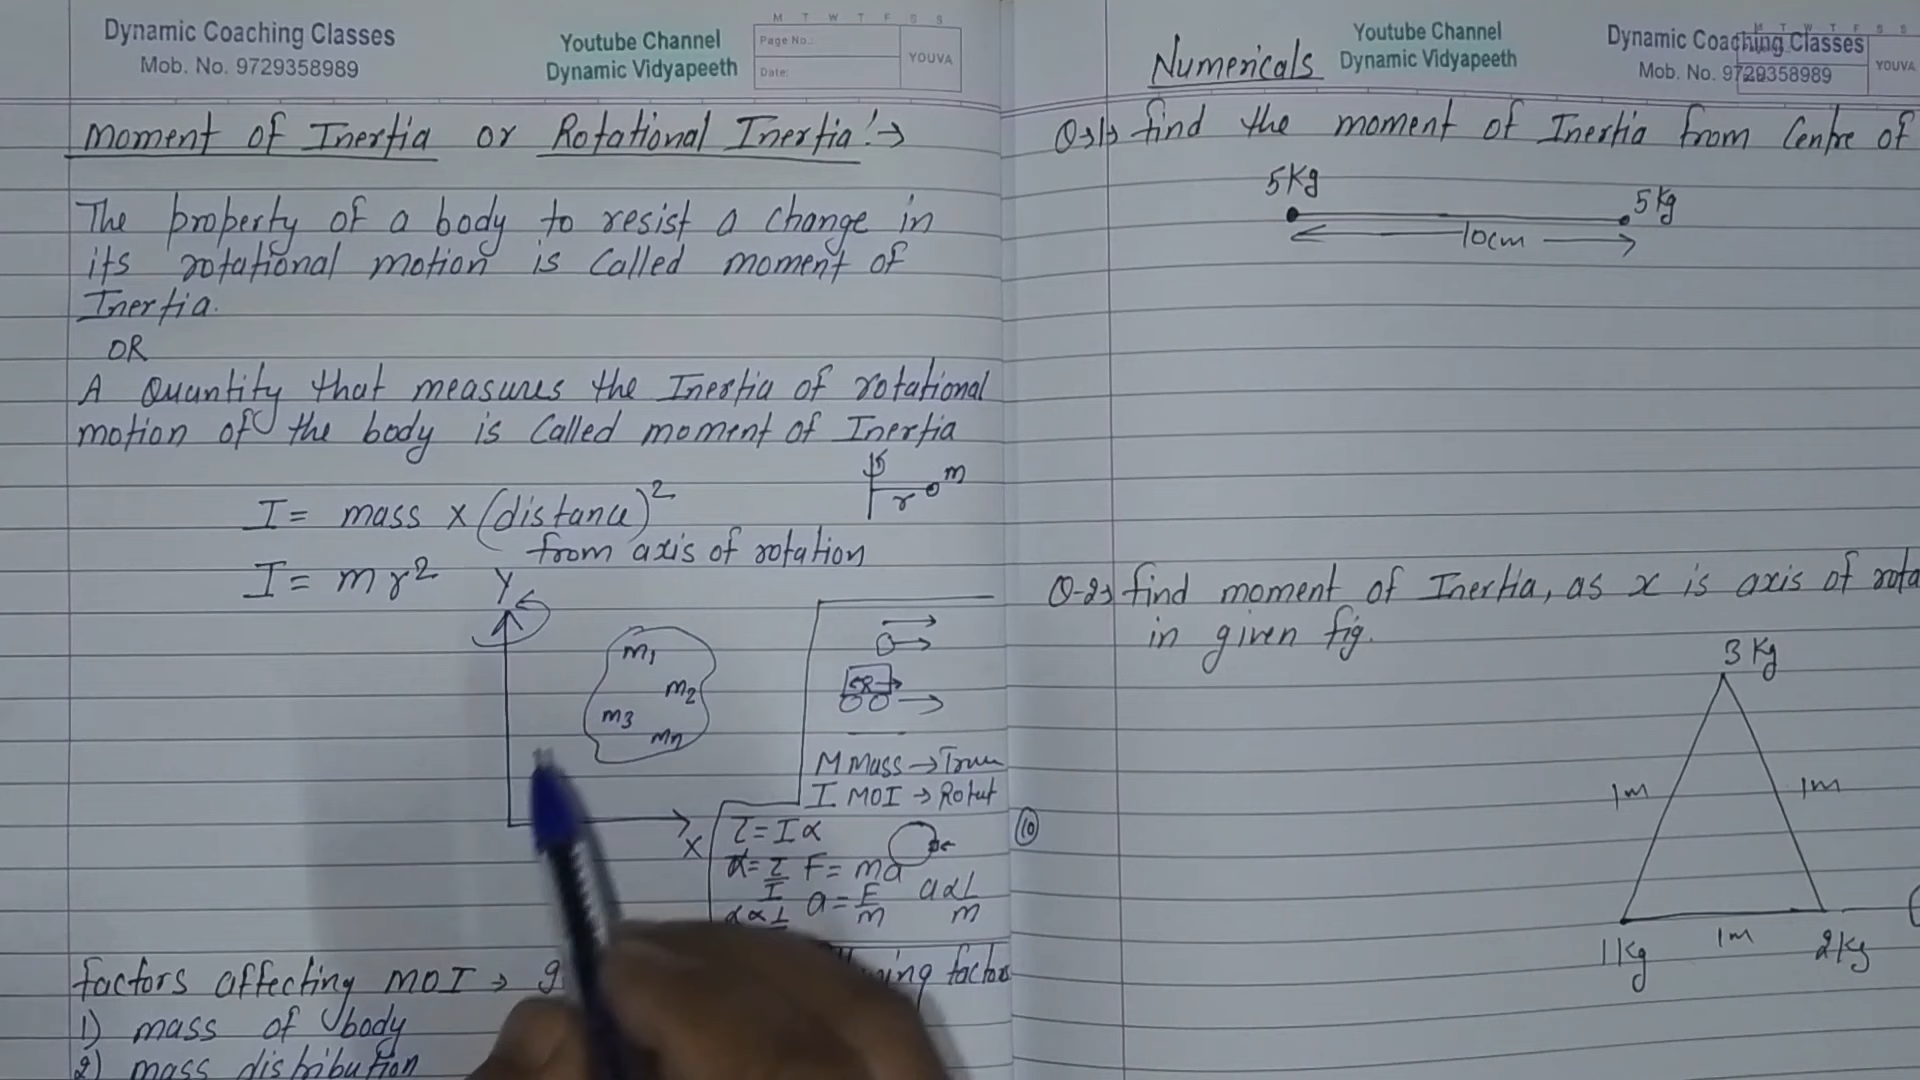 Dynamic Coaching Classes
Mob. No. 9729358989
Youtube Channel
Dynamic Vidyapeeth
M T W T F S S
Page No.:
Date:
YOUVA
Moment of Inertia or Rotational Inertia:→
The property of a body to resist a change in
its rotational motion is Called moment of
Inertia.
OR
A Quantity that measures the Inertia of rotational
motion of the body is Called moment of Inertia
I = mass x (distance)²
from axis of rotation
I = mr²
r m
Y
m1
m2
m3
mn
X
M Mass →
I MOI → Rotat
τ = Iα
α = τ/I F = ma
α∝1/I a = F/m a∝1/m
factors affecting MOI →
factors
1) mass of body
2) mass distribution
Youtube Channel
Dynamic Vidyapeeth
Dynamic Coaching Classes
Mob. No. 9729358989
M T W T F S S
YOUVA
Numericals
Q→1) find the moment of Inertia from Centre of
5Kg
5kg
10cm
Q-2) find moment of Inertia, as x is axis of rota
in given fig.
3 Kg
1m
1m
10
1Kg
1m
2Kg